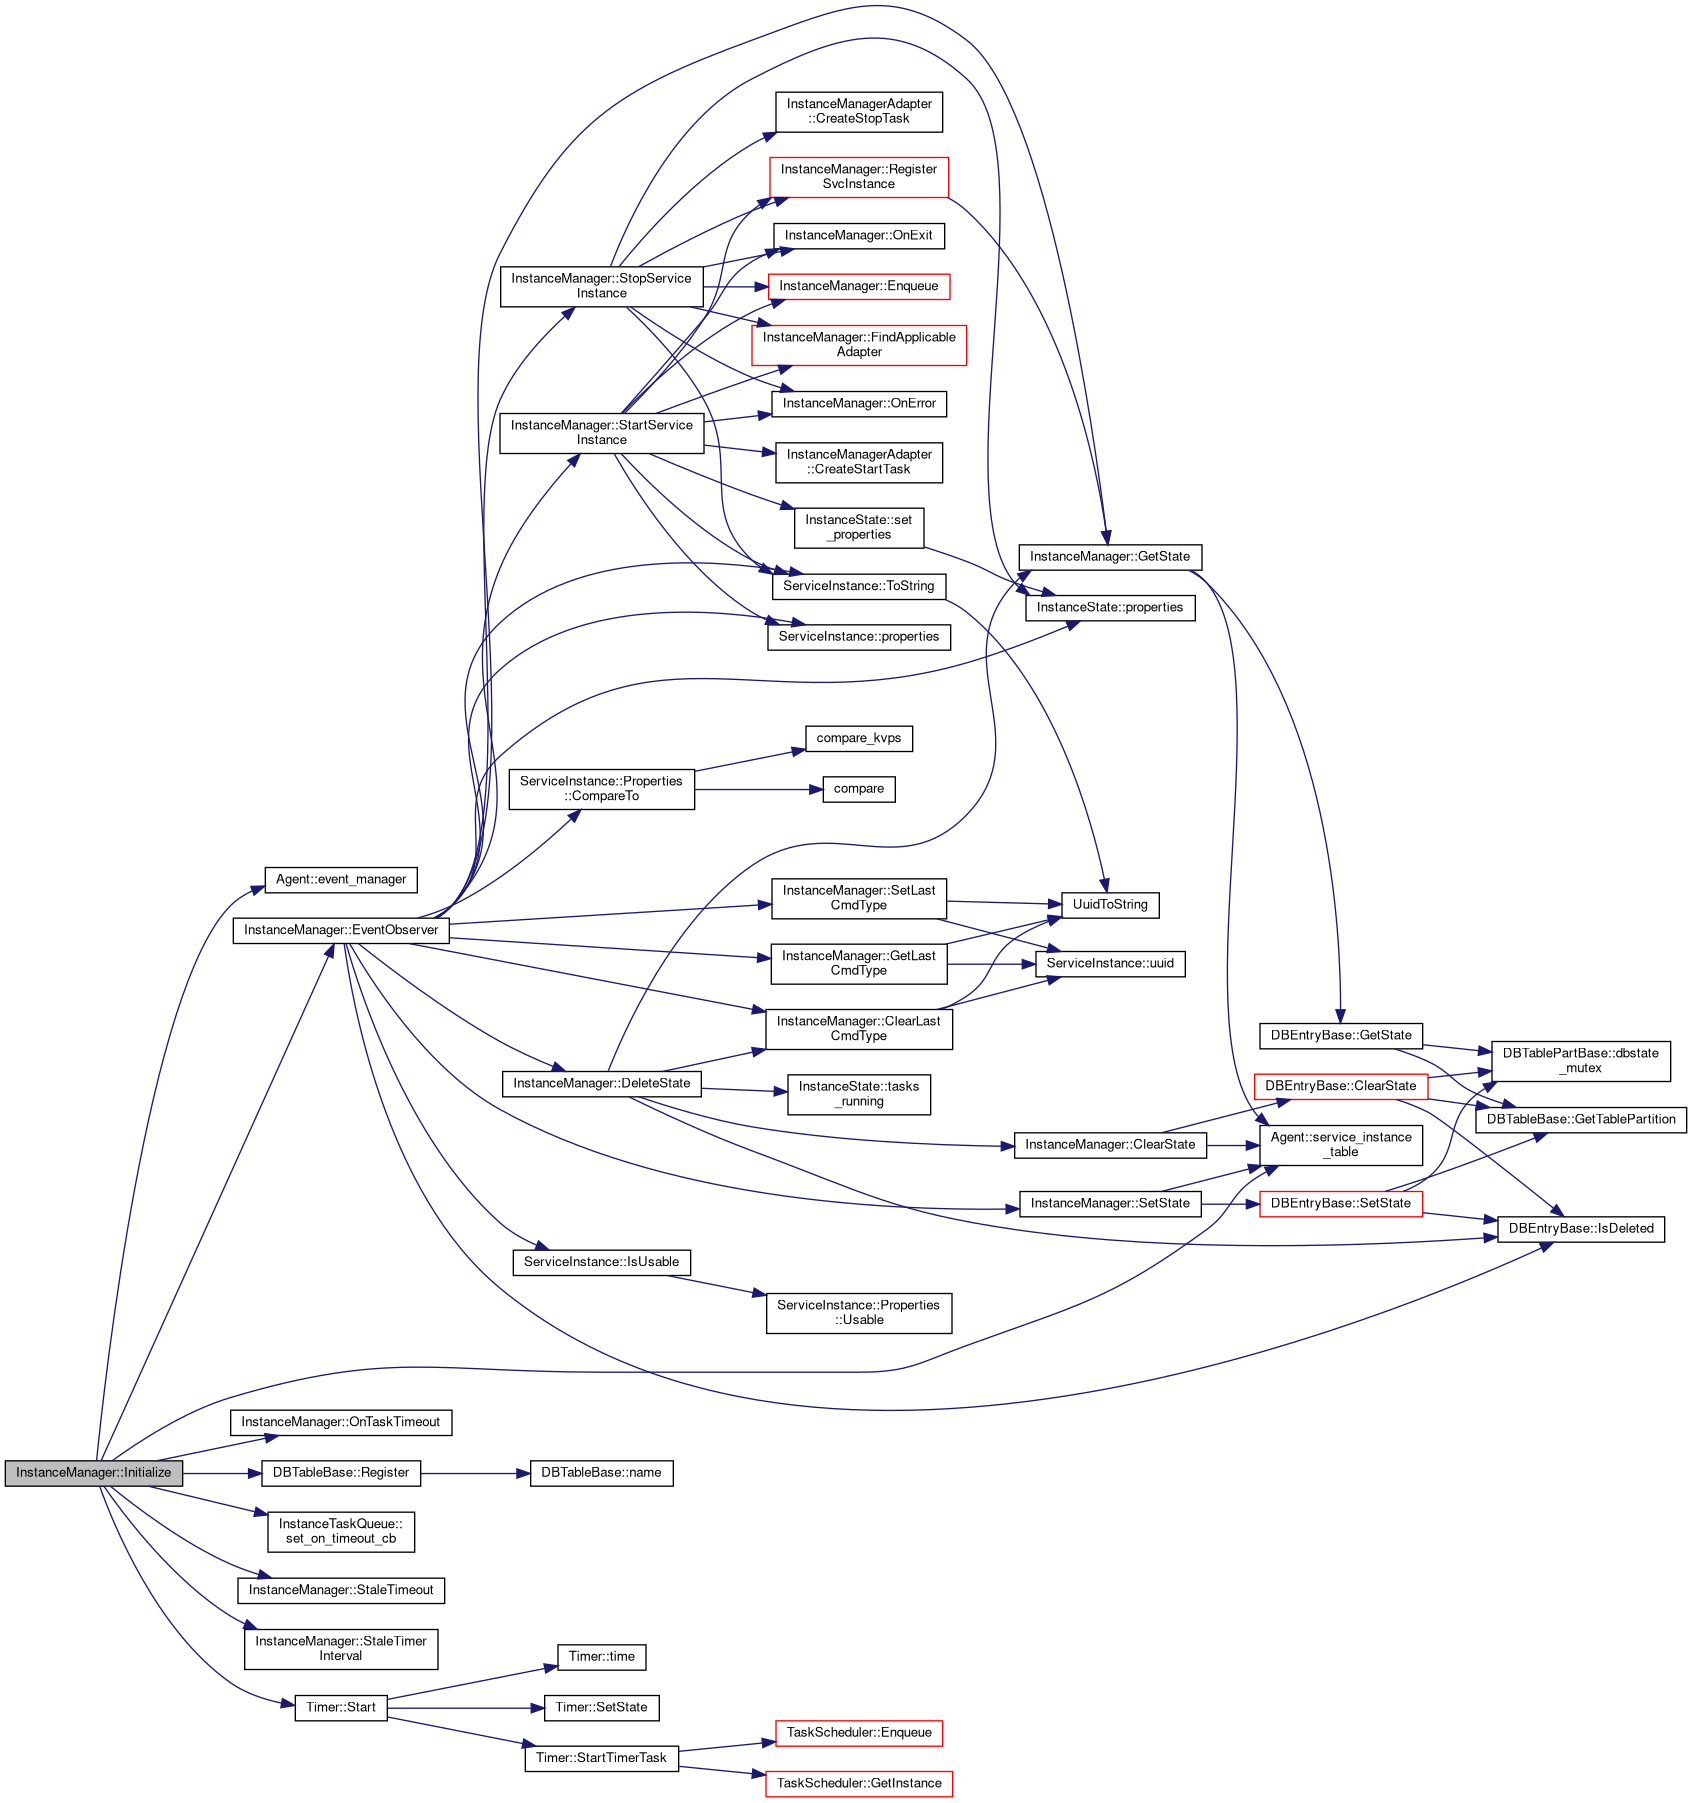 InstanceManagerAdapter
::CreateStopTask
InstanceManager::Register
SvcInstance
InstanceManager::OnExit
InstanceManager::StopService
Instance
InstanceManager::Enqueue
InstanceManager::FindApplicable
Adapter
InstanceManager::OnError
InstanceManager::StartService
Instance
InstanceManagerAdapter
::CreateStartTask
InstanceState::set
_properties
InstanceManager::GetState
ServiceInstance::ToString
InstanceState::properties
ServiceInstance::properties
compare_kvps
ServiceInstance::Properties
::CompareTo
compare
Agent::event_manager
InstanceManager::SetLast
CmdType
UuidToString
InstanceManager::EventObserver
InstanceManager::GetLast
CmdType
ServiceInstance::uuid
InstanceManager::ClearLast
CmdType
DBEntryBase::GetState
DBTablePartBase::dbstate
_mutex
InstanceManager::DeleteState
InstanceState::tasks
_running
DBEntryBase::ClearState
DBTableBase::GetTablePartition
InstanceManager::ClearState
Agent::service_instance
_table
InstanceManager::SetState
DBEntryBase::SetState
DBEntryBase::IsDeleted
ServiceInstance::IsUsable
ServiceInstance::Properties
::Usable
InstanceManager::OnTaskTimeout
InstanceManager::Initialize
DBTableBase::Register
DBTableBase::name
InstanceTaskQueue::
set_on_timeout_cb
InstanceManager::StaleTimeout
InstanceManager::StaleTimer
Interval
Timer::time
Timer::Start
Timer::SetState
TaskScheduler::Enqueue
Timer::StartTimerTask
TaskScheduler::GetInstance